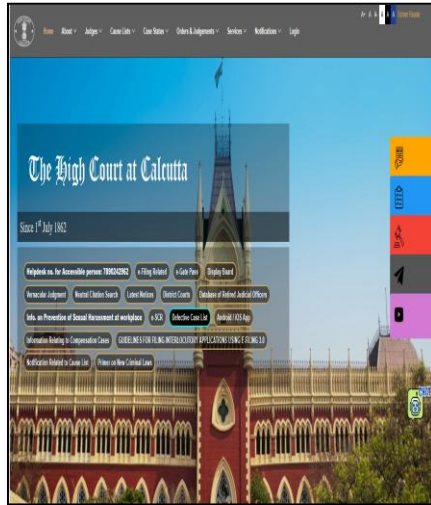 A+ A A- A A Screen Reader
Home About Judges Cause Lists Case Status Orders & Judgements Services Notifications Login
The High Court at Calcutta
Since 1st July 1862
Helpdesk no. for Accessible person: 7890242962 e-Filing Related e-Gate Pass Display Board
Vernacular Judgment Neutral Citation Search Latest Notices District Courts Database of Retired Judicial Officers
Info. on Prevention of Sexual Harassment at workplace e-SCR Defective Case List Android / IOS App
Information Relating to Compensation Cases GUIDELINES FOR FILING INTERLOCUTORY APPLICATIONS USING E-FILING 3.0
Notification Related to Cause List Primer on New Criminal Laws